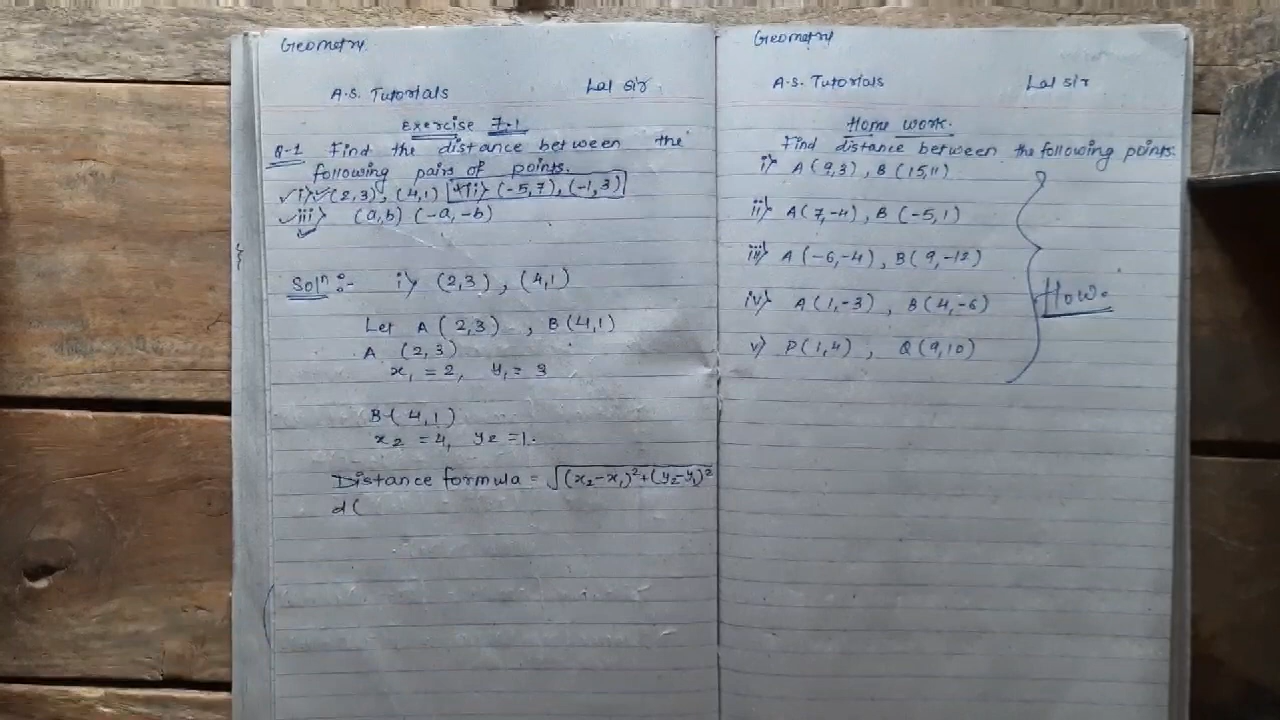 Geometry.
A.S. Tutorials Lal sir
Exercise 7.1
Q-1 Find the distance between the
following pairs of points.
i) (2,3), (4,1) *ii) (-5,7), (-1,3)
iii) (a,b) (-a,-b)
Solⁿ :- i) (2,3), (4,1)
Let A (2,3), B(4,1)
A (2,3)
x₁ = 2, y₁ = 3
B (4,1)
x₂ = 4, y₂ = 1.
Distance formula = √(x₂-x₁)²+(y₂-y₁)²
d(
Geometry
A.S. Tutorials Lal sir
Home work.
Find distance between the following points.
i) A(9,3), B(15,11)
ii) A(7,-4), B(-5,1)
iii) A(-6,-4), B(9,-12)
iv) A(1,-3), B(4,-6)
H.w.
v) P(1,4), Q(9,10)